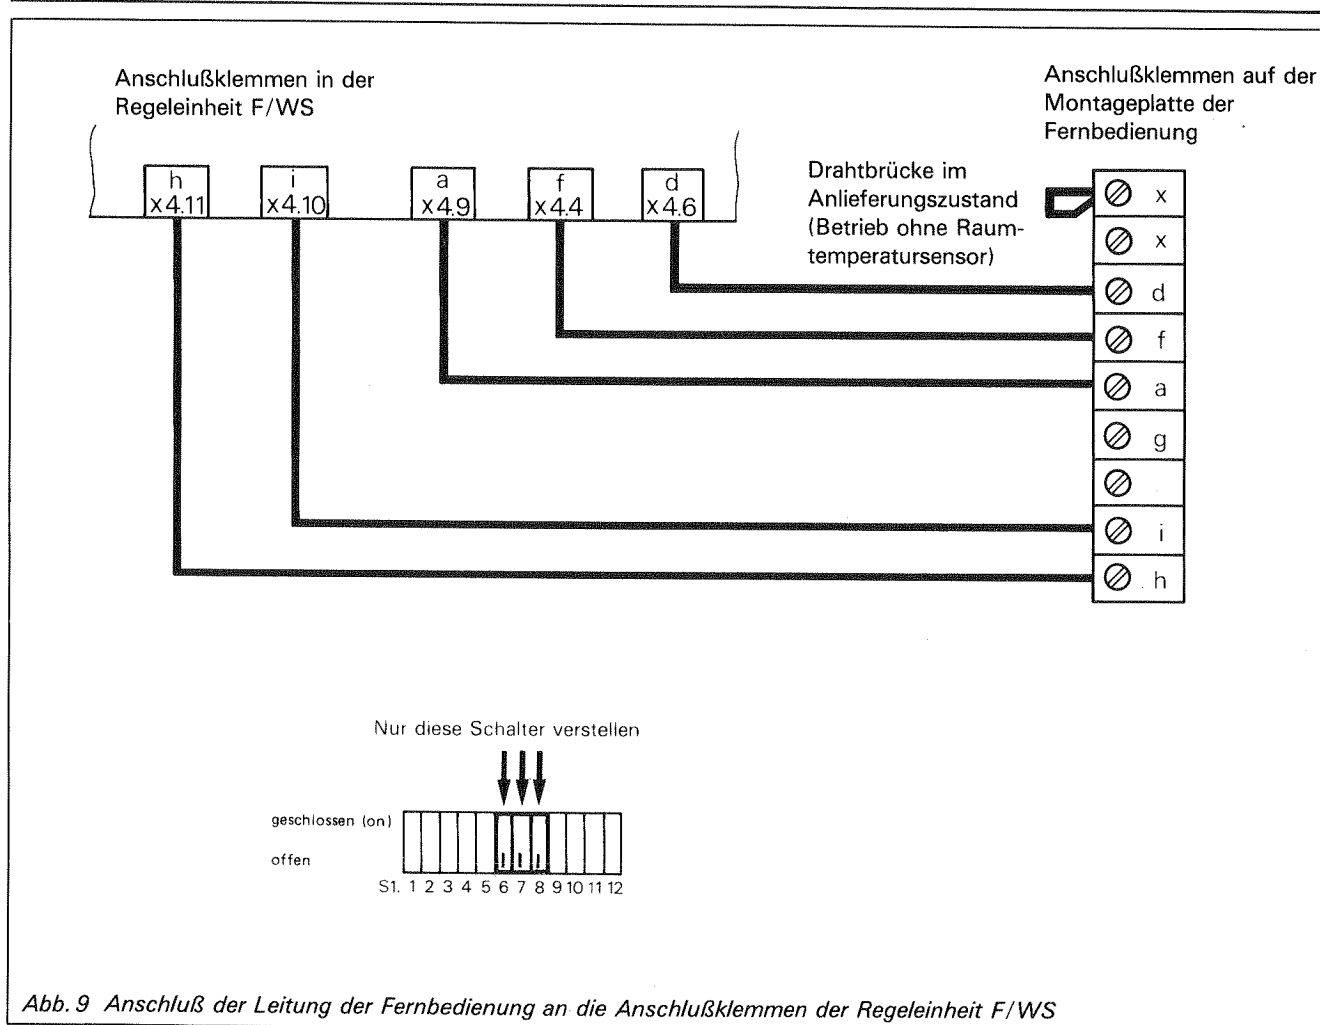 Anschlußklemmen in der
Regeleinheit F/WS
Anschlußklemmen auf der
Montageplatte der
Fernbedienung
h
x4.11
i
x4.10
a
x4.9
f
x4.4
d
x4.6
Drahtbrücke im
Anlieferungszustand
(Betrieb ohne Raum-
temperatursensor)
x
x
d
f
a
g
i
h
Nur diese Schalter verstellen
geschlossen (on)
offen
S1. 1 2 3 4 5 6 7 8 9 10 11 12
Abb. 9 Anschluß der Leitung der Fernbedienung an die Anschlußklemmen der Regeleinheit F/WS